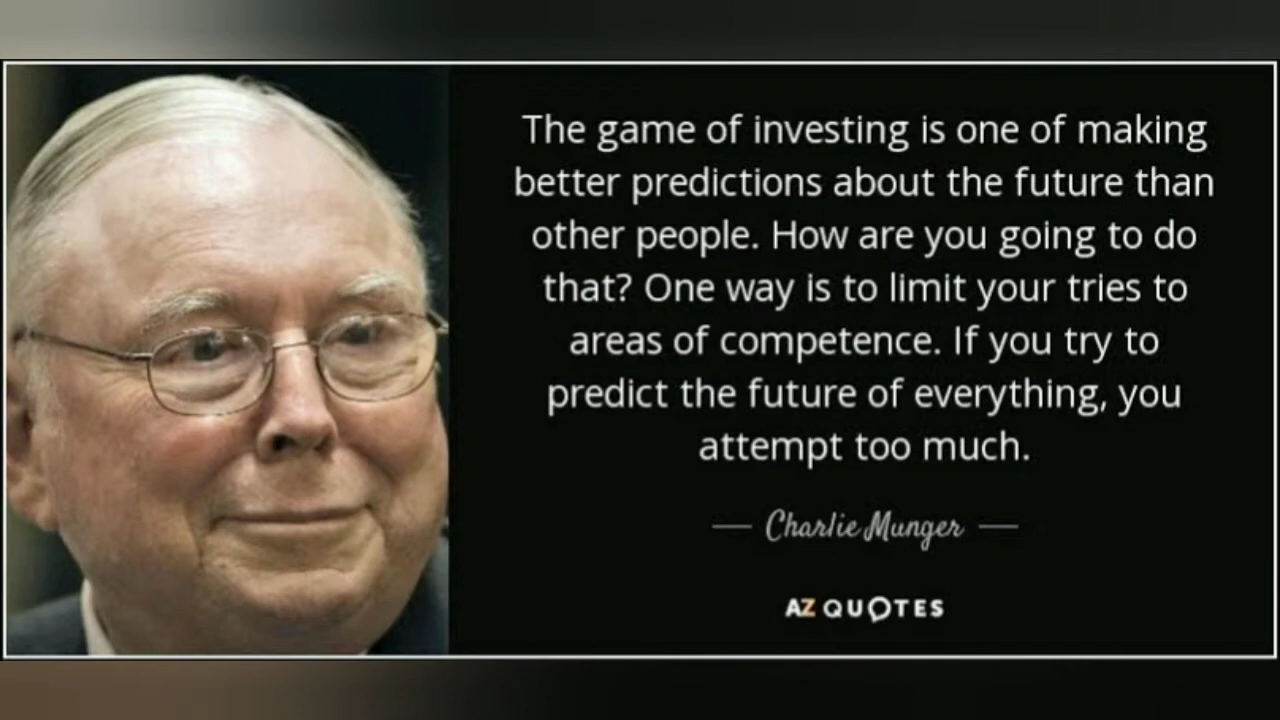 The game of investing is one of making
better predictions about the future than
other people. How are you going to do
that? One way is to limit your tries to
areas of competence. If you try to
predict the future of everything, you
attempt too much.
— Charlie Munger —
AZ QUOTES